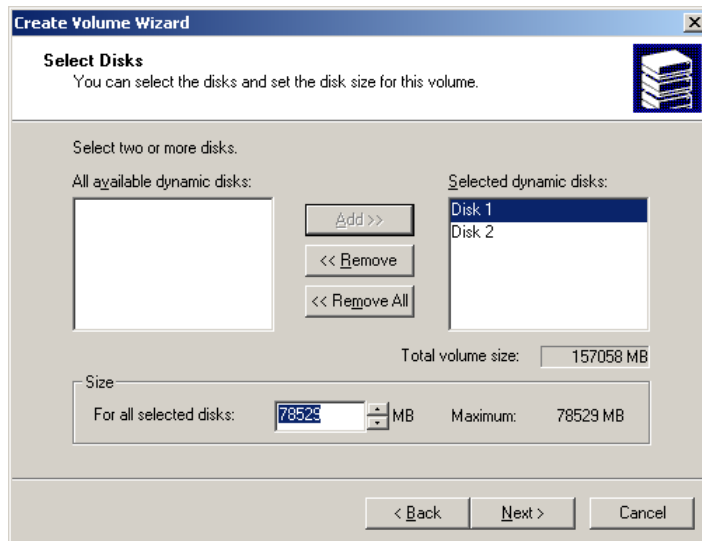 Create Volume Wizard
Select Disks
You can select the disks and set the disk size for this volume.
Select two or more disks.
All available dynamic disks:
Selected dynamic disks:
Add >>
<< Remove
<< Remove All
Disk 1
Disk 2
Total volume size: 157058 MB
Size
For all selected disks: 78529 MB Maximum: 78529 MB
< Back Next > Cancel